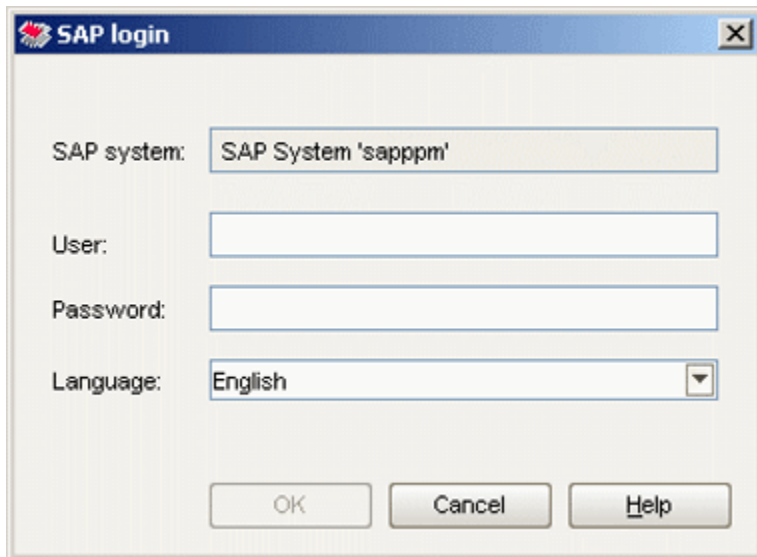 SAP login
SAP system: SAP System 'sapppm'
User:
Password:
Language: English
OK Cancel Help